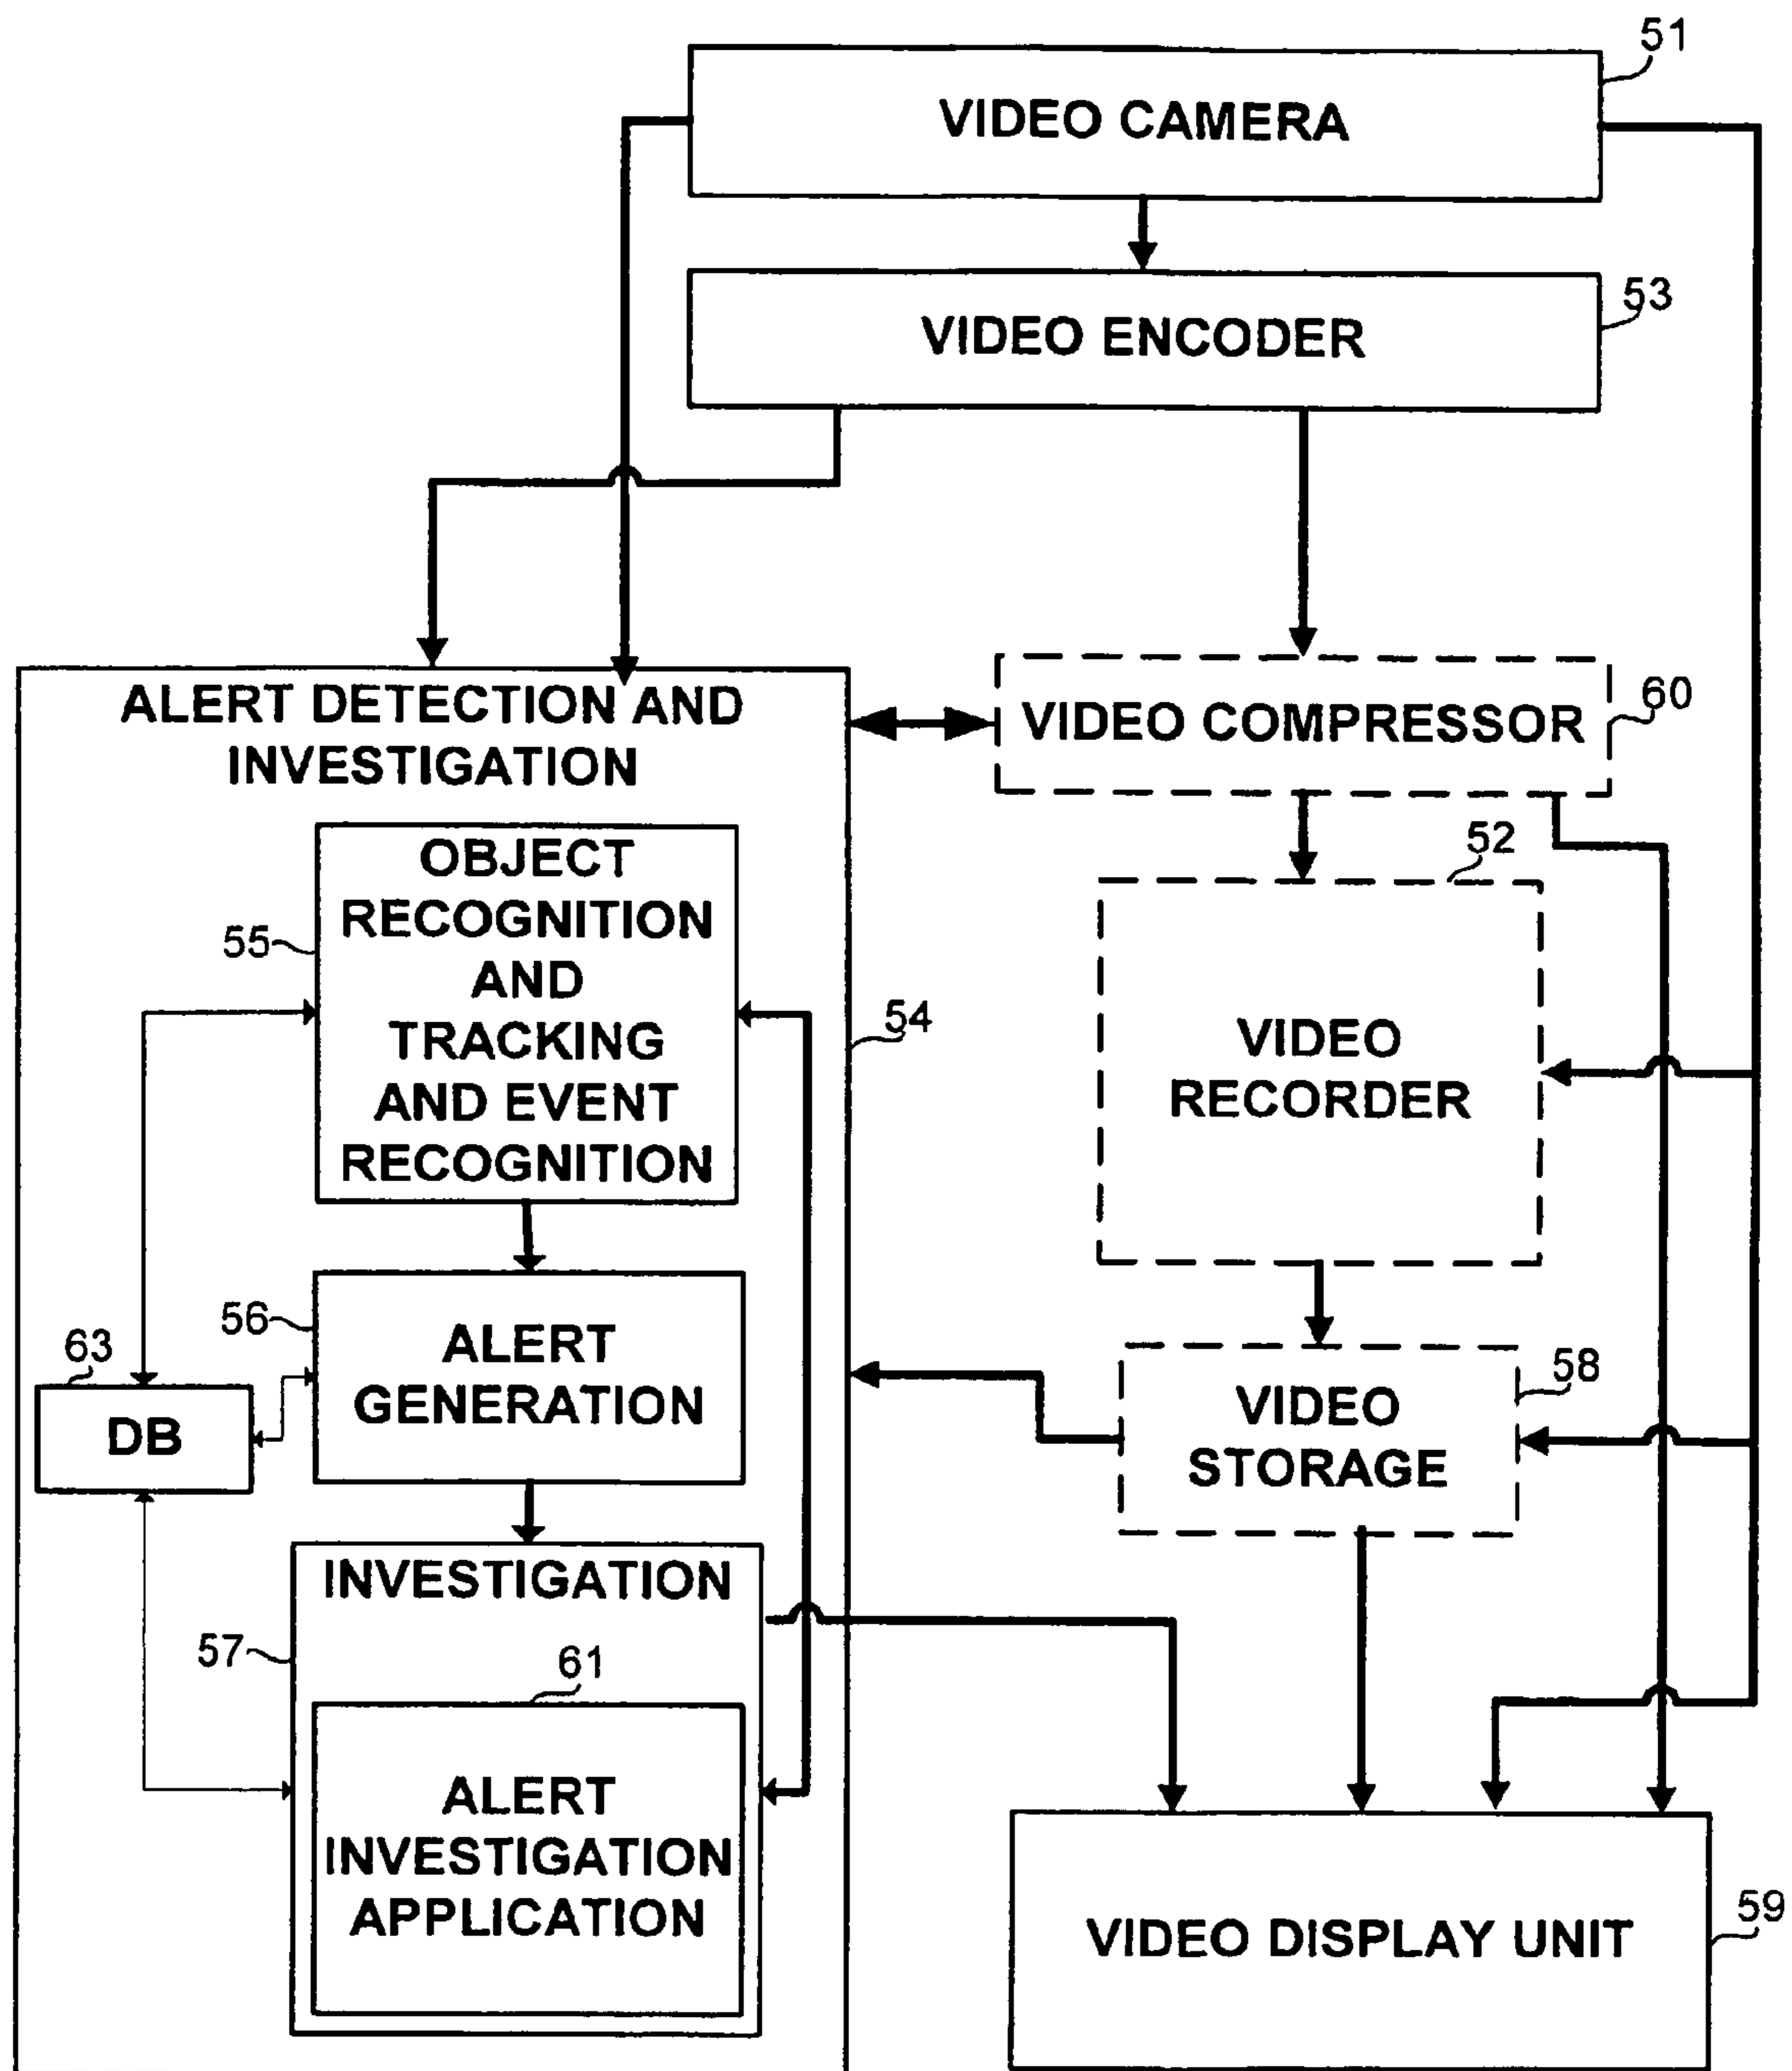 51
VIDEO CAMERA
53
VIDEO ENCODER
ALERT DETECTION AND
INVESTIGATION
VIDEO COMPRESSOR
60
52
OBJECT
RECOGNITION
AND
TRACKING
AND EVENT
RECOGNITION
55
54
VIDEO
RECORDER
56
ALERT
GENERATION
63
DB
58
VIDEO
STORAGE
INVESTIGATION
57
61
ALERT
INVESTIGATION
APPLICATION
VIDEO DISPLAY UNIT
59